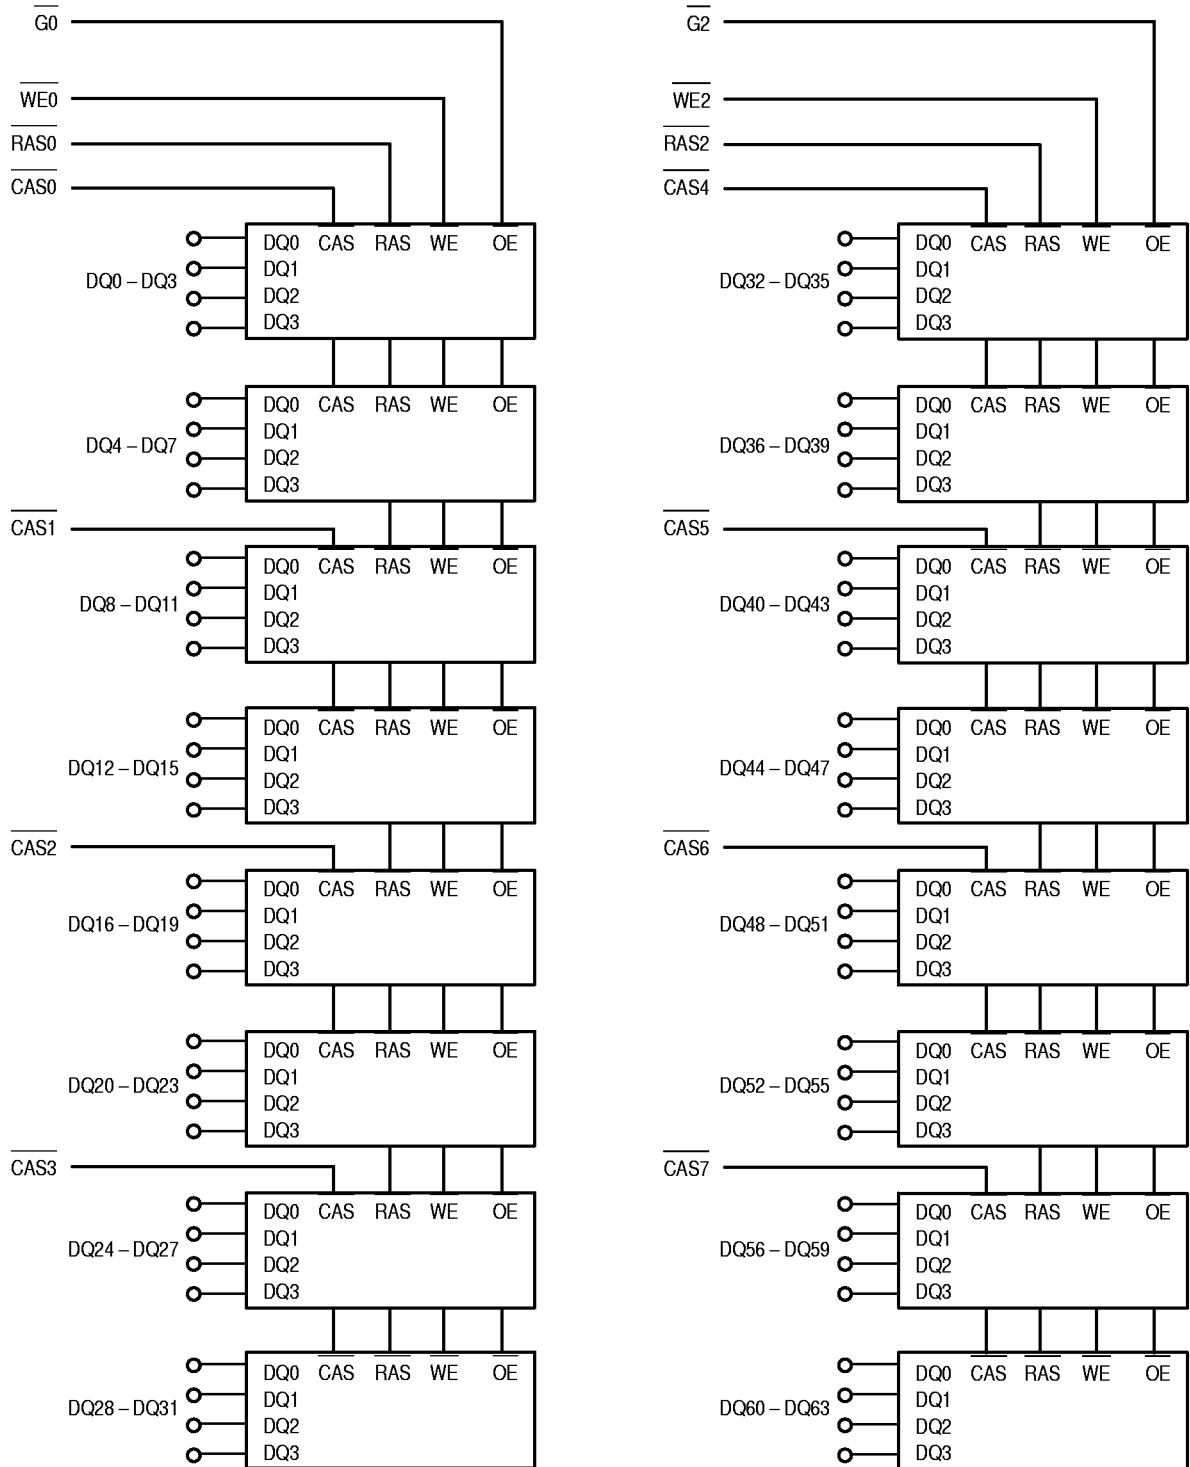 G0
WE0
RAS0
CAS0
DQ0 CAS RAS WE OE
DQ1
DQ0 – DQ3
DQ2
DQ3
DQ0 CAS RAS WE OE
DQ1
DQ4 – DQ7
DQ2
DQ3
CAS1
DQ0 CAS RAS WE OE
DQ1
DQ8 – DQ11
DQ2
DQ3
DQ0 CAS RAS WE OE
DQ1
DQ12 – DQ15
DQ2
DQ3
CAS2
DQ0 CAS RAS WE OE
DQ1
DQ16 – DQ19
DQ2
DQ3
DQ0 CAS RAS WE OE
DQ1
DQ20 – DQ23
DQ2
DQ3
CAS3
DQ0 CAS RAS WE OE
DQ1
DQ24 – DQ27
DQ2
DQ3
DQ0 CAS RAS WE OE
DQ1
DQ28 – DQ31
DQ2
DQ3
G2
WE2
RAS2
CAS4
DQ0 CAS RAS WE OE
DQ1
DQ32 – DQ35
DQ2
DQ3
DQ0 CAS RAS WE OE
DQ1
DQ36 – DQ39
DQ2
DQ3
CAS5
DQ0 CAS RAS WE OE
DQ1
DQ40 – DQ43
DQ2
DQ3
DQ0 CAS RAS WE OE
DQ1
DQ44 – DQ47
DQ2
DQ3
CAS6
DQ0 CAS RAS WE OE
DQ1
DQ48 – DQ51
DQ2
DQ3
DQ0 CAS RAS WE OE
DQ1
DQ52 – DQ55
DQ2
DQ3
CAS7
DQ0 CAS RAS WE OE
DQ1
DQ56 – DQ59
DQ2
DQ3
DQ0 CAS RAS WE OE
DQ1
DQ60 – DQ63
DQ2
DQ3